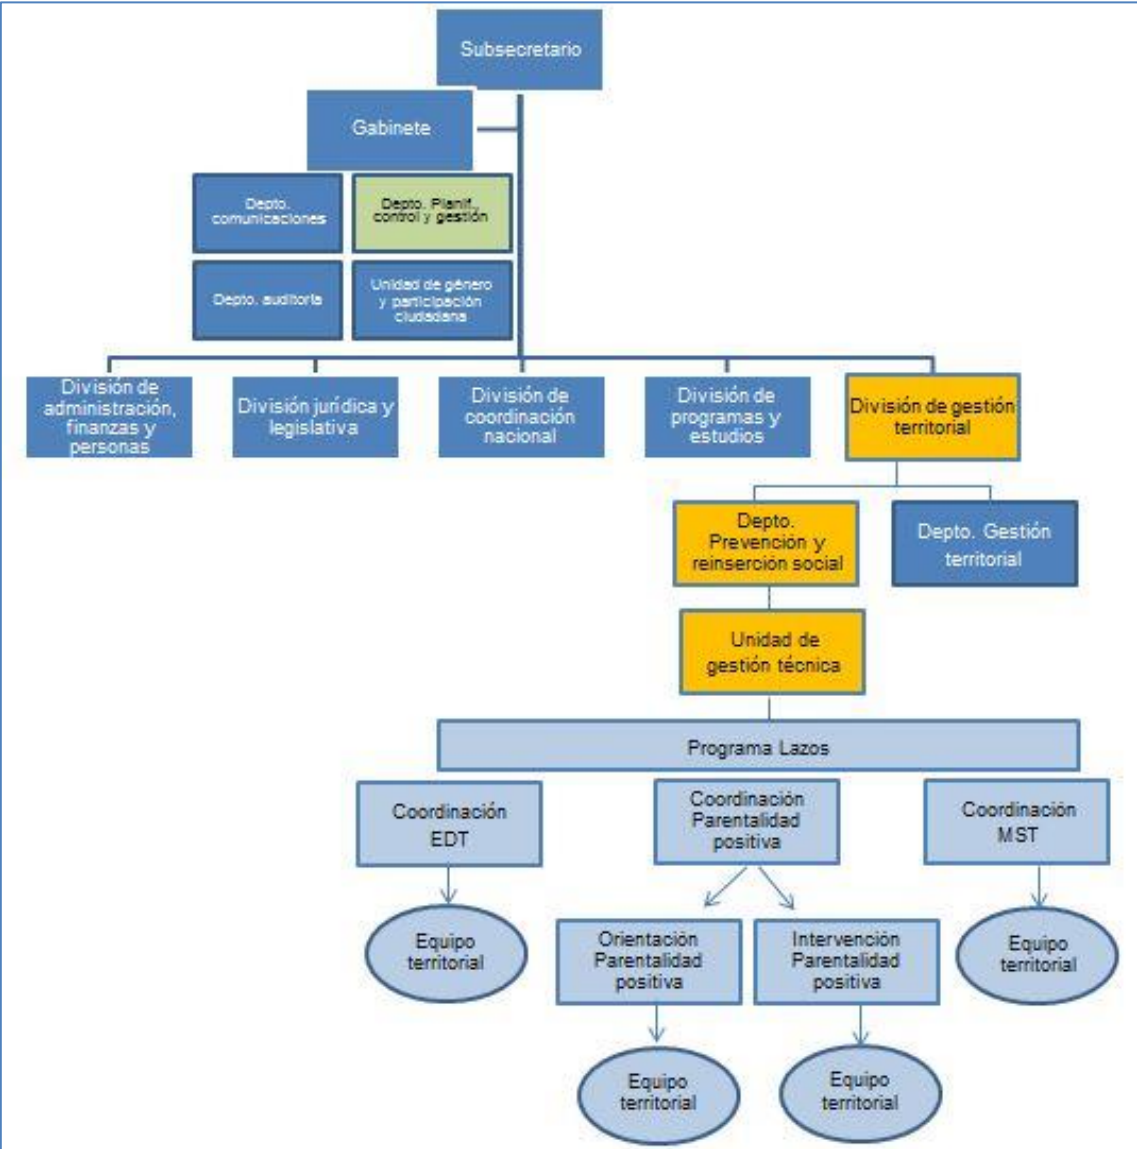 Subsecretario
Gabinete
Depto.
comunicaciones
Depto. Planif.,
control y gestión
Depto. auditoría
Unidad de género
y participación
ciudadana
División de
administración,
finanzas y
personas
División jurídica y
legislativa
División de
coordinación
nacional
División de
programas y
estudios
División de gestión
territorial
Depto.
Prevención y
reinserción social
Depto. Gestión
territorial
Unidad de
gestión técnica
Programa Lazos
Coordinación
EDT
Coordinación
Parentalidad
positiva
Coordinación
MST
Equipo
territorial
Orientación
Parentalidad
positiva
Intervención
Parentalidad
positiva
Equipo
territorial
Equipo
territorial
Equipo
territorial